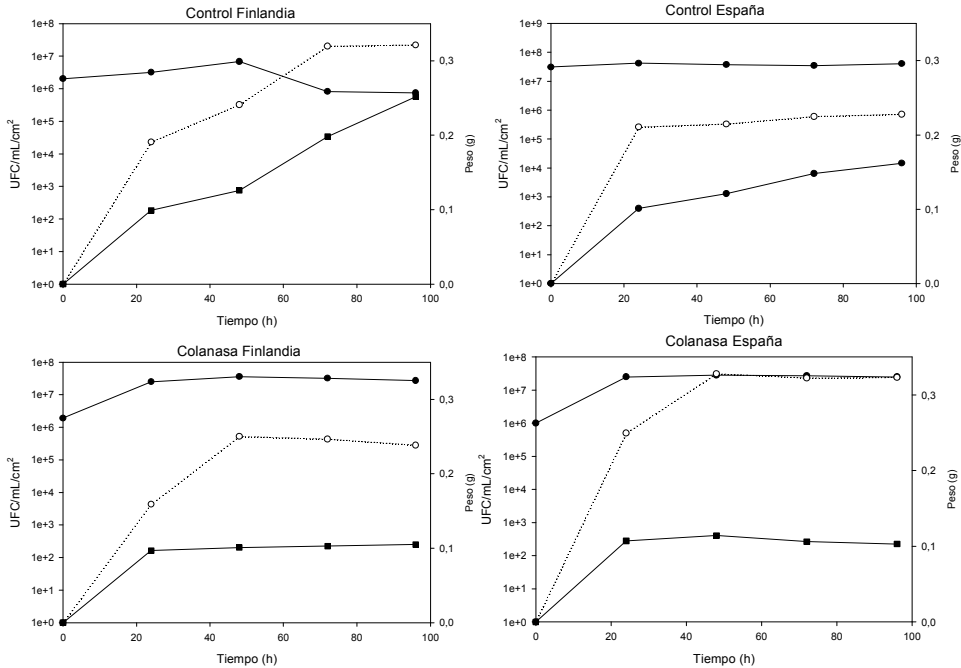 Control Finlandia
1e+8
1e+7
1e+6
1e+5
1e+4
1e+3
1e+2
1e+1
1e+0
UFC/mL/cm²
0,3
0,2
0,1
0,0
Peso (g)
0 20 40 60 80 100
Tiempo (h)
Control España
1e+9
1e+8
1e+7
1e+6
1e+5
1e+4
1e+3
1e+2
1e+1
1e+0
UFC/mL/cm²
0,3
0,2
0,1
0,0
Peso (g)
0 20 40 60 80 100
Tiempo (h)
Colanasa Finlandia
1e+8
1e+7
1e+6
1e+5
1e+4
1e+3
1e+2
1e+1
1e+0
UFC/mL/cm²
0,3
0,2
0,1
0,0
Peso (g)
0 20 40 60 80 100
Tiempo (h)
Colanasa España
1e+8
1e+7
1e+6
1e+5
1e+4
1e+3
1e+2
1e+1
1e+0
UFC/mL/cm²
0,3
0,2
0,1
0,0
Peso (g)
0 20 40 60 80 100
Tiempo (h)